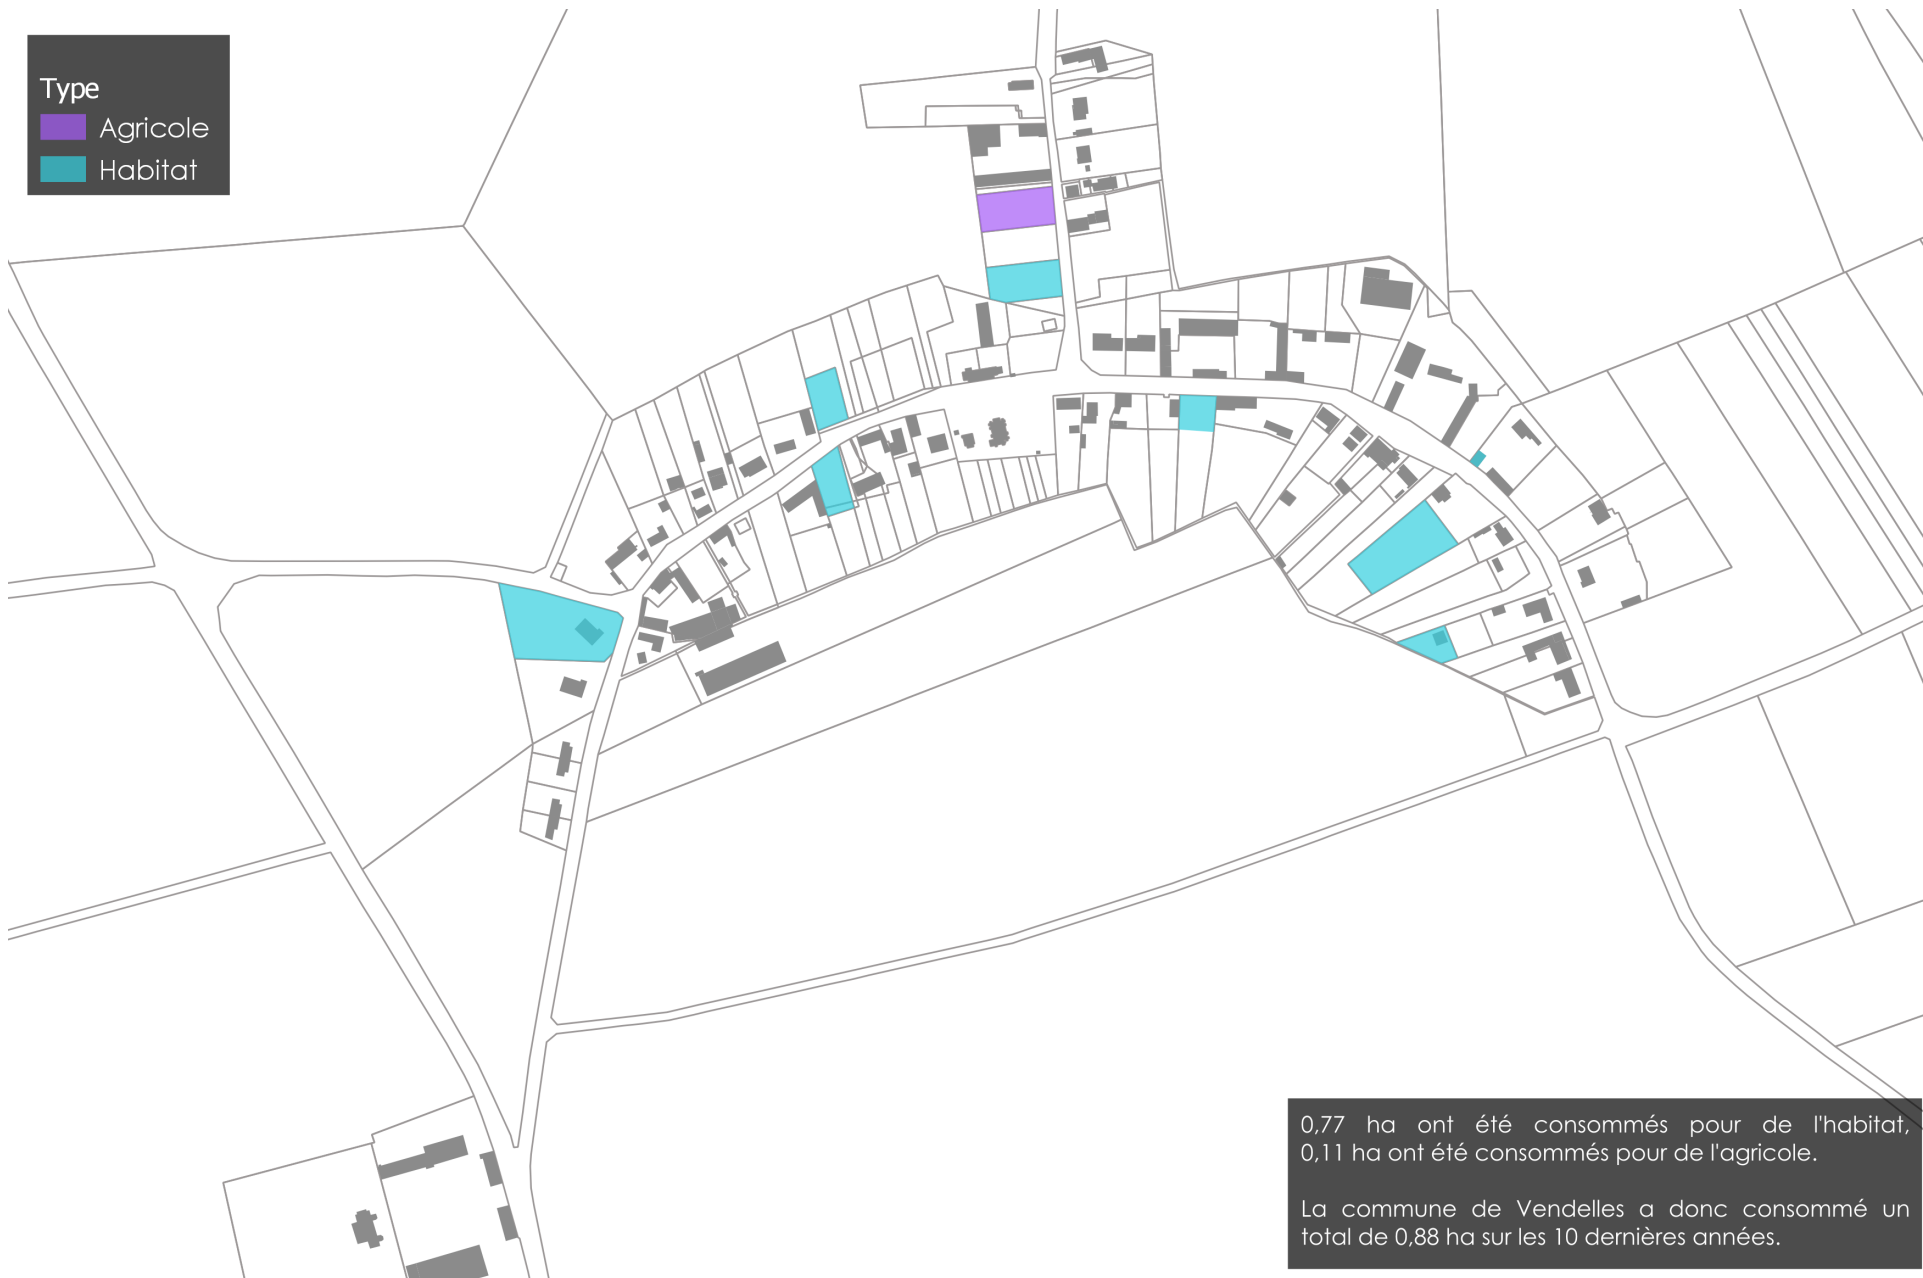 Type
Agricole
Habitat
0,77 ha ont été consommés pour de l'habitat,
0,11 ha ont été consommés pour de l'agricole.
La commune de Vendelles a donc consommé un
total de 0,88 ha sur les 10 dernières années.